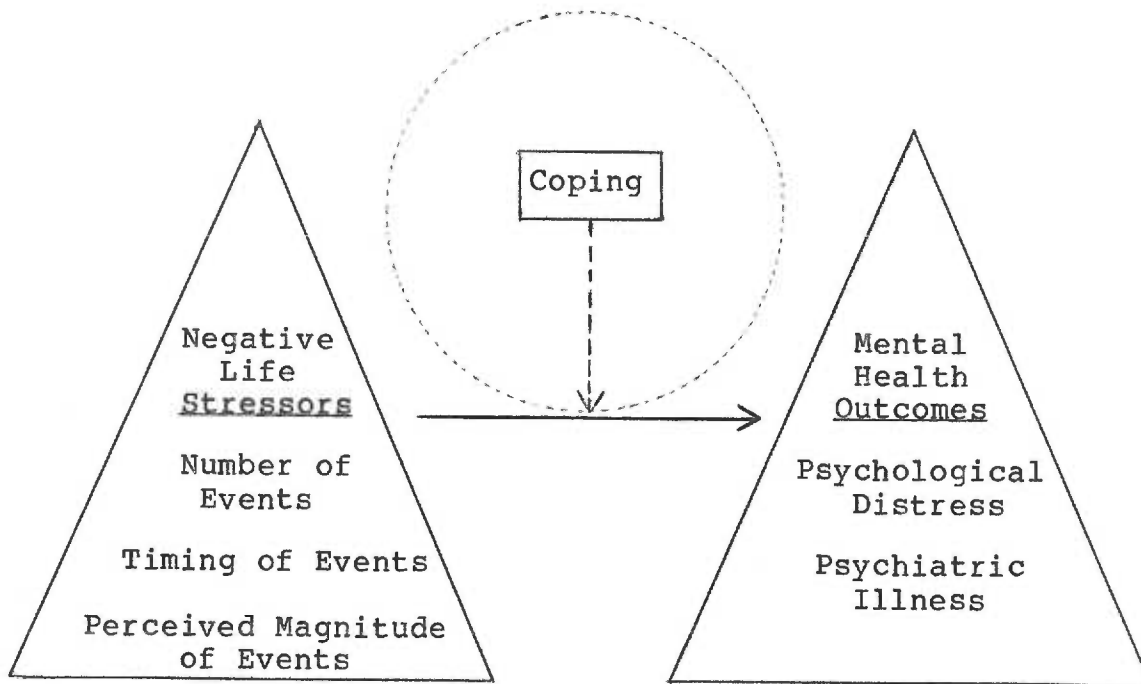 Coping
Negative
Life
Stressors
Number of
Events
Timing of Events
Perceived Magnitude
of Events
Mental
Health
Outcomes
Psychological
Distress
Psychiatric
Illness